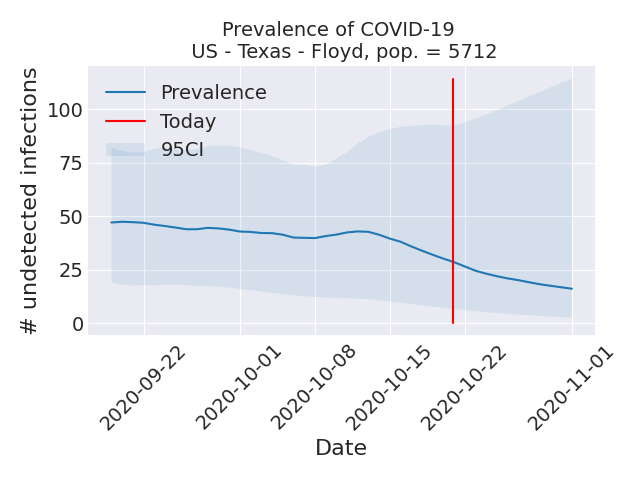 Prevalence of COVID-19
US - Texas - Floyd, pop. = 5712
Prevalence
Today
95CI
# undetected infections
100
75
50
25
0
2020-09-22
2020-10-01
2020-10-08
2020-10-15
2020-10-22
2020-11-01
Date